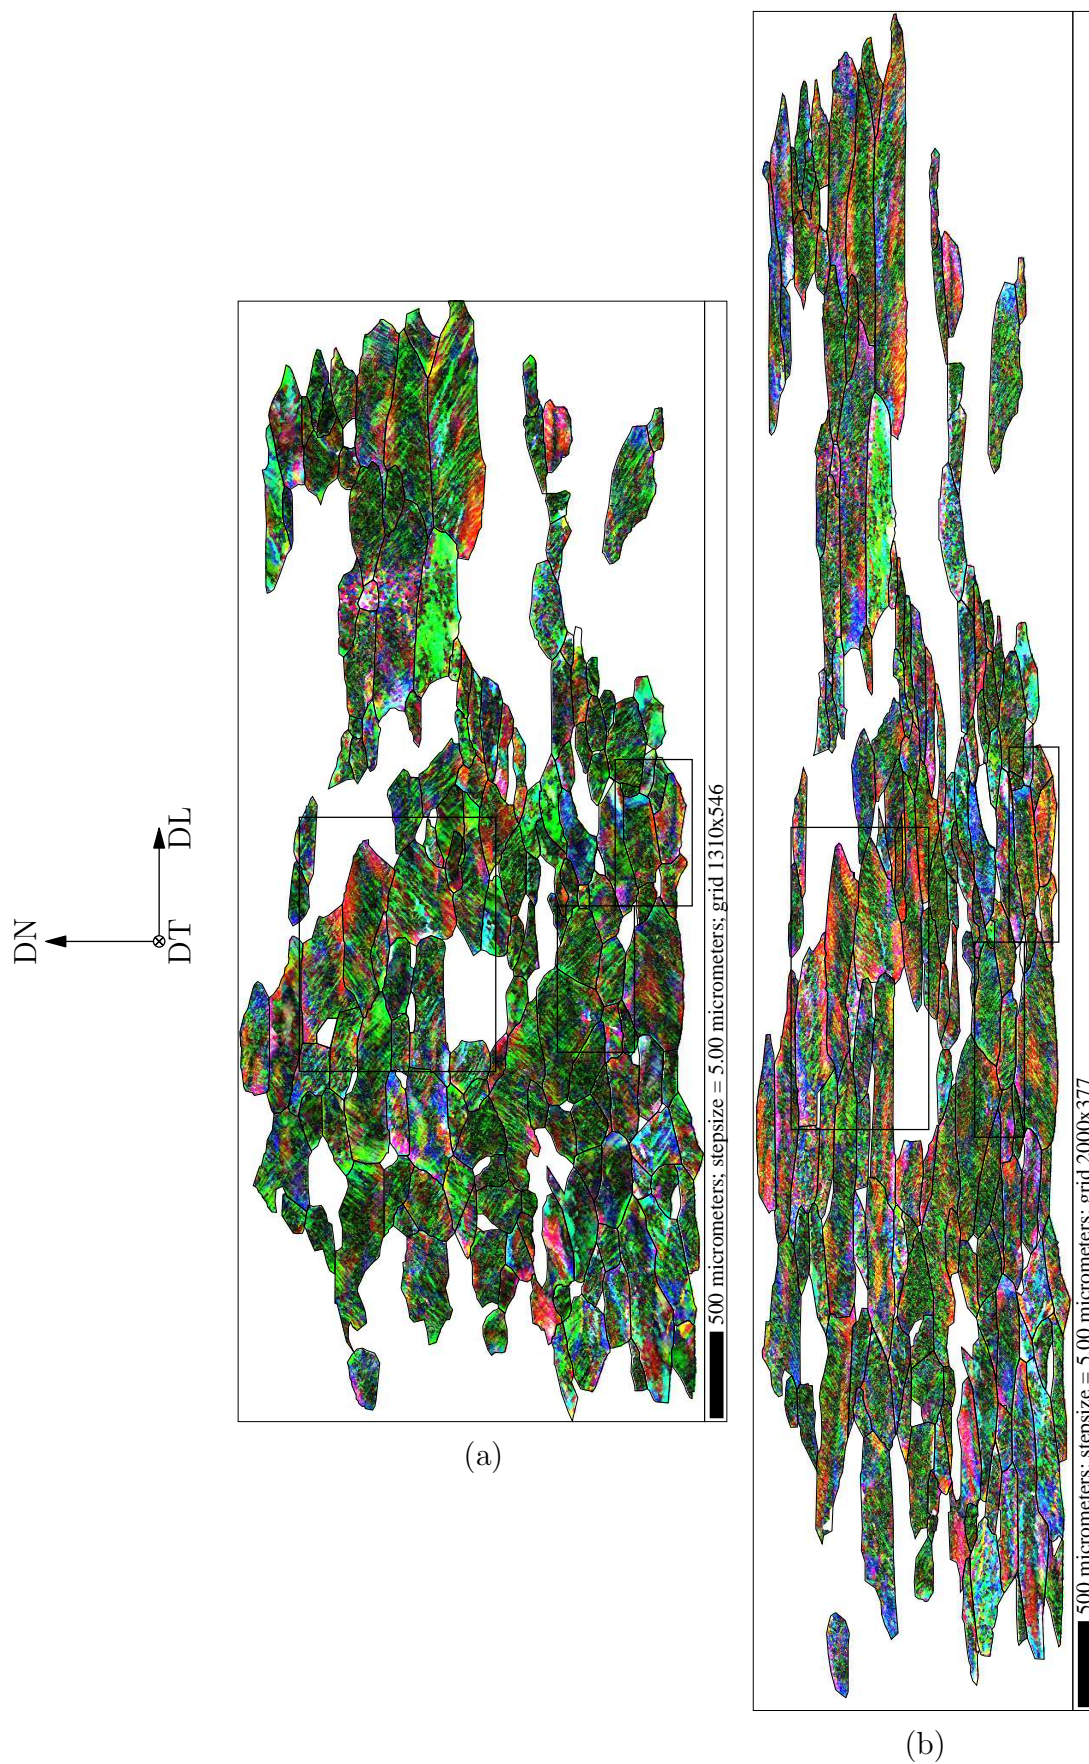 DN
DT
DL
500 micrometers; stepsize = 5.00 micrometers; grid 1310x546
(a)
500 micrometers; stepsize = 5.00 micrometers; grid 2000x377
(b)